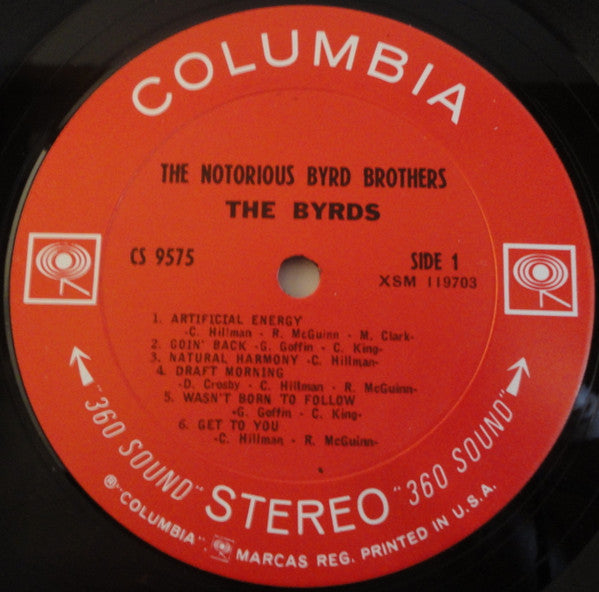 COLUMBIA
THE NOTORIOUS BYRD BROTHERS
THE BYRDS
CS 9575
SIDE 1
XSM 119703
1. ARTIFICIAL ENERGY
-C. Hillman - R. McGuinn - M. Clark-
2. GOIN' BACK -G. Goffin - C. King-
3. NATURAL HARMONY -C. Hillman-
4. DRAFT MORNING
-D. Crosby - C. Hillman - R. McGuinn-
5. WASN'T BORN TO FOLLOW
-G. Goffin - C. King-
6. GET TO YOU
-C. Hillman - R. McGuinn-
"360 SOUND" STEREO "360 SOUND"
®"COLUMBIA". MARCAS REG. PRINTED IN U.S.A.